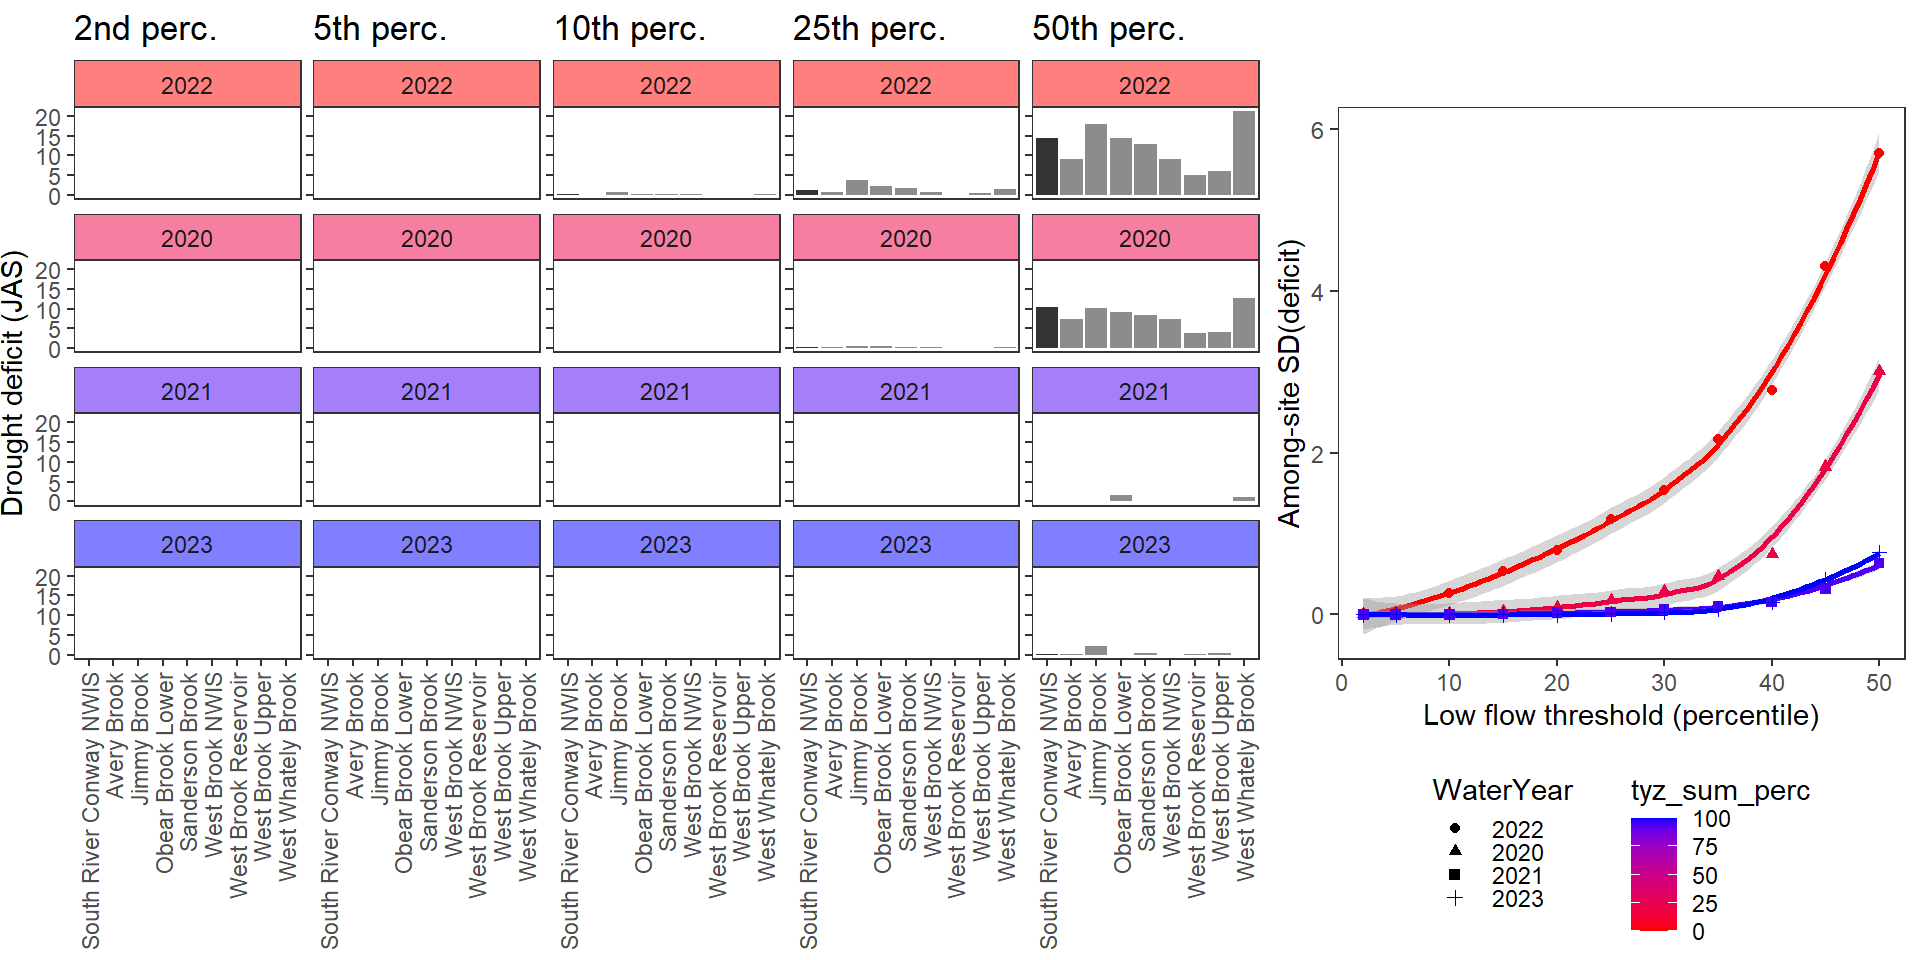 2nd perc.
5th perc.
10th perc.
25th perc.
50th perc.
2022
2022
2022
2022
2022
20
15
10
5
0
2020
2020
2020
2020
2020
20
15
10
5
0
2021
2021
2021
2021
2021
20
15
10
5
0
2023
2023
2023
2023
2023
20
15
10
5
0
Drought deficit (JAS)
South River Conway NWIS
Avery Brook
Jimmy Brook
Obear Brook Lower
Sanderson Brook
West Brook NWIS
West Brook Reservoir
West Brook Upper
West Whately Brook
South River Conway NWIS
Avery Brook
Jimmy Brook
Obear Brook Lower
Sanderson Brook
West Brook NWIS
West Brook Reservoir
West Brook Upper
West Whately Brook
South River Conway NWIS
Avery Brook
Jimmy Brook
Obear Brook Lower
Sanderson Brook
West Brook NWIS
West Brook Reservoir
West Brook Upper
West Whately Brook
South River Conway NWIS
Avery Brook
Jimmy Brook
Obear Brook Lower
Sanderson Brook
West Brook NWIS
West Brook Reservoir
West Brook Upper
West Whately Brook
South River Conway NWIS
Avery Brook
Jimmy Brook
Obear Brook Lower
Sanderson Brook
West Brook NWIS
West Brook Reservoir
West Brook Upper
West Whately Brook
Among-site SD(deficit)
6
4
2
0
0
10
20
30
40
50
Low flow threshold (percentile)
WaterYear
2022
2020
2021
2023
tyz_sum_perc
100
75
50
25
0